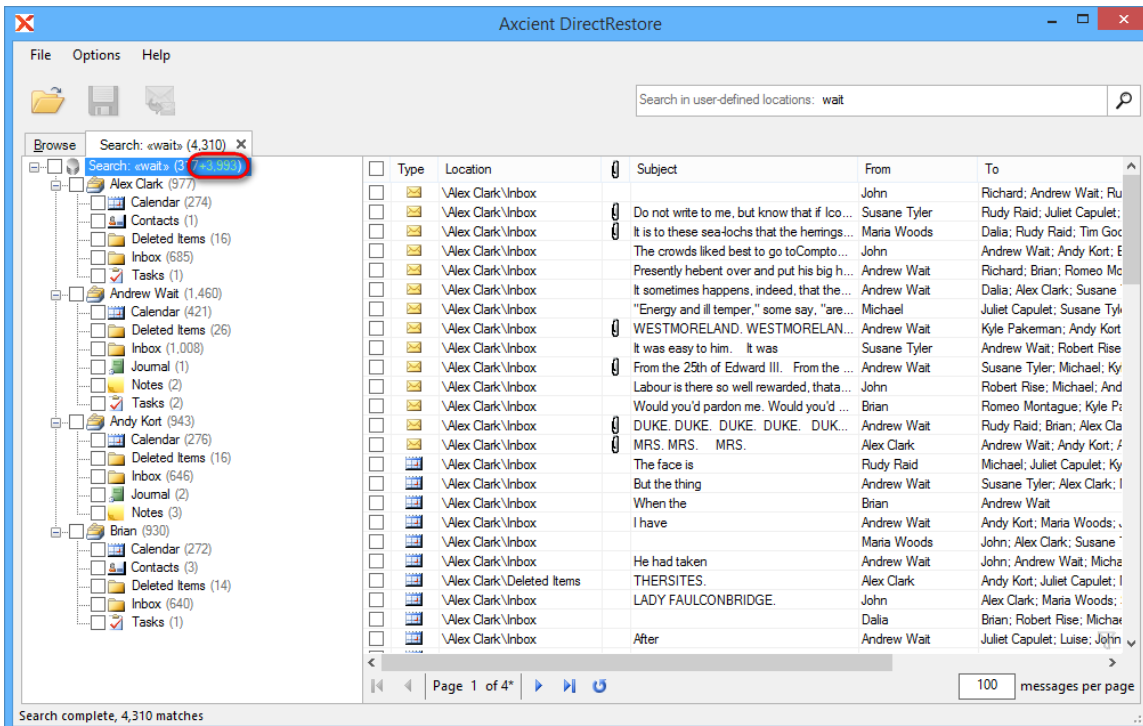 Axcient DirectRestore
File Options Help
Search in user-defined locations: wait
Browse Search: «wait» (4,310)
Search: «wait» (317+3,993)
Alex Clark (977)
Calendar (274)
Contacts (1)
Deleted Items (16)
Inbox (685)
Tasks (1)
Andrew Wait (1,460)
Calendar (421)
Deleted Items (26)
Inbox (1,008)
Journal (1)
Notes (2)
Tasks (2)
Andy Kort (943)
Calendar (276)
Deleted Items (16)
Inbox (646)
Journal (2)
Notes (3)
Brian (930)
Calendar (272)
Contacts (3)
Deleted Items (14)
Inbox (640)
Tasks (1)
Type Location Subject From To
\Alex Clark\Inbox John Richard; Andrew Wait; Ru
\Alex Clark\Inbox Do not write to me, but know that if Ico... Susane Tyler Rudy Raid; Juliet Capulet;
\Alex Clark\Inbox It is to these sea-lochs that the herrings... Maria Woods Dalia; Rudy Raid; Tim Goo
\Alex Clark\Inbox The crowds liked best to go toCompto... John Andrew Wait; Andy Kort; E
\Alex Clark\Inbox Presently hebent over and put his big h... Andrew Wait Richard; Brian; Romeo Mo
\Alex Clark\Inbox It sometimes happens, indeed, that the... Andrew Wait Dalia; Alex Clark; Susane
\Alex Clark\Inbox "Energy and ill temper," some say, "are... Michael Juliet Capulet; Susane Tyl
\Alex Clark\Inbox WESTMORELAND. WESTMORELAN... Andrew Wait Kyle Pakerman; Andy Kort
\Alex Clark\Inbox It was easy to him. It was Susane Tyler Andrew Wait; Robert Rise
\Alex Clark\Inbox From the 25th of Edward III. From the ... Andrew Wait Susane Tyler; Michael; Ky
\Alex Clark\Inbox Labour is there so well rewarded, thata... John Robert Rise; Michael; And
\Alex Clark\Inbox Would you'd pardon me. Would you'd ... Brian Romeo Montague; Kyle Pa
\Alex Clark\Inbox DUKE. DUKE. DUKE. DUKE. DUK... Andrew Wait Rudy Raid; Brian; Alex Cla
\Alex Clark\Inbox MRS. MRS. MRS. Alex Clark Andrew Wait; Andy Kort; A
\Alex Clark\Inbox The face is Rudy Raid Michael; Juliet Capulet; Ky
\Alex Clark\Inbox But the thing Andrew Wait Susane Tyler; Alex Clark;
\Alex Clark\Inbox When the Brian Andrew Wait
\Alex Clark\Inbox I have Andrew Wait Andy Kort; Maria Woods;
\Alex Clark\Inbox Maria Woods John; Alex Clark; Susane
\Alex Clark\Inbox He had taken Andrew Wait John; Andrew Wait; Micha
\Alex Clark\Deleted Items THERSITES. Alex Clark Andy Kort; Juliet Capulet;
\Alex Clark\Inbox LADY FAULCONBRIDGE. John Alex Clark; Maria Woods;
\Alex Clark\Inbox Dalia Brian; Robert Rise; Michae
\Alex Clark\Inbox After Andrew Wait Juliet Capulet; Luise; John
Page 1 of 4* 100 messages per page
Search complete, 4,310 matches